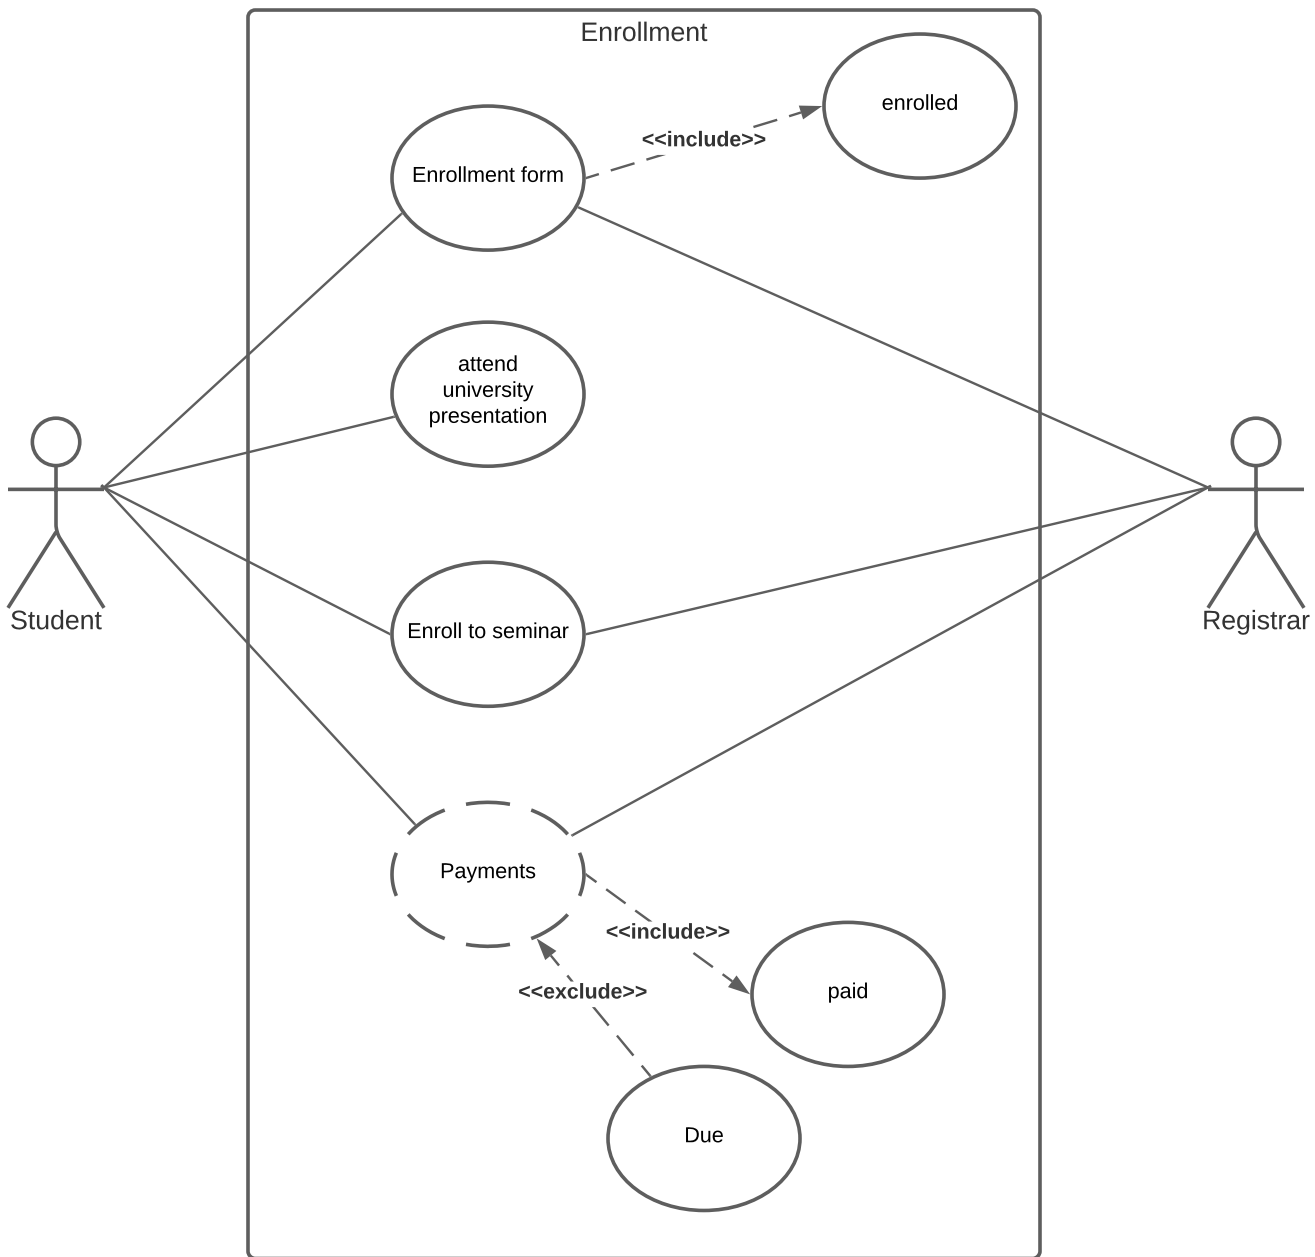 Enrollment
enrolled
<<include>>
Enrollment form
attend
university
presentation
Student
Registrar
Enroll to seminar
Payments
<<include>>
<<exclude>>
paid
Due